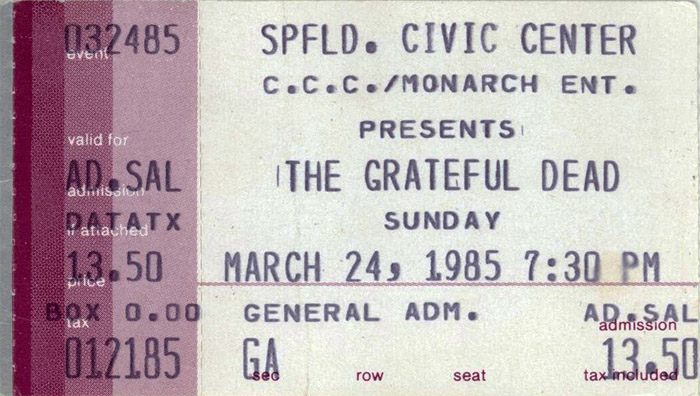 032485
event
valid for
AD.SAL
admission
DATATX
if attached
13.50
price
BOX 0.00
tax
012185
SPFLD. CIVIC CENTER
C.C.C./MONARCH ENT.
PRESENTS
THE GRATEFUL DEAD
SUNDAY
MARCH 24, 1985 7:30 PM
GENERAL ADM. AD.SAL
admission
GA 13.50
sec row seat tax included